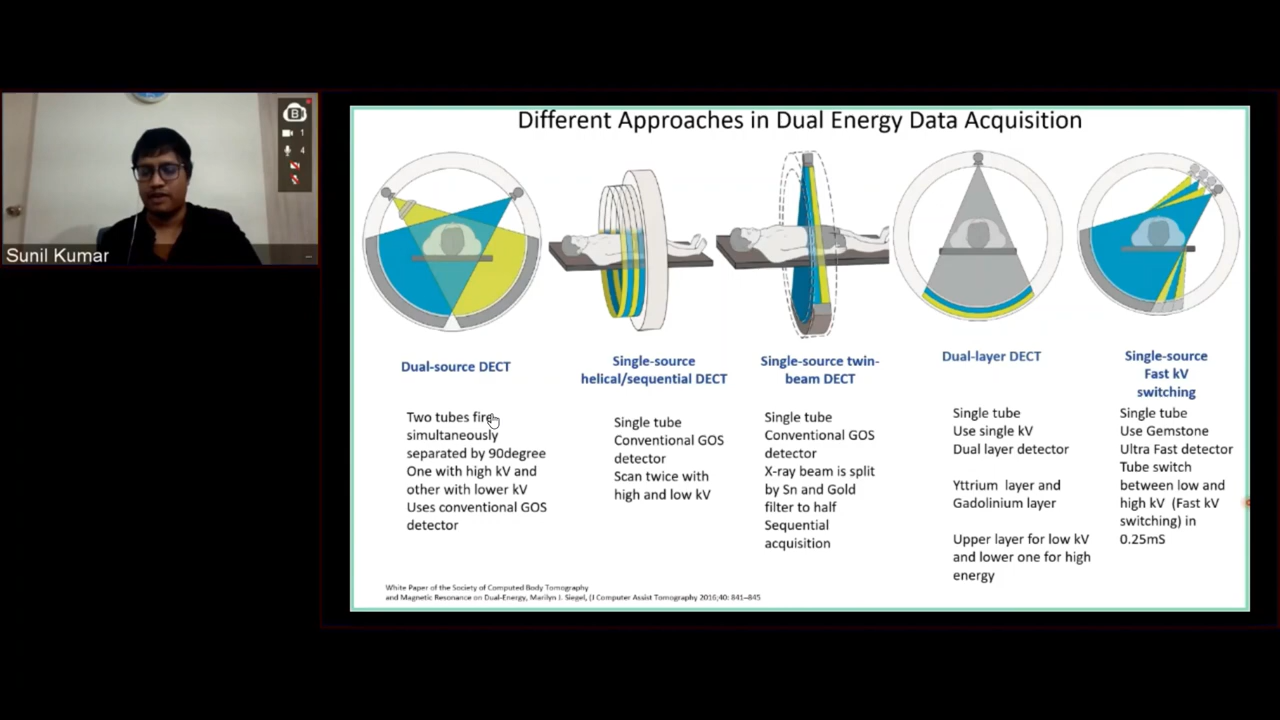 B
1
4
Sunil Kumar
Different Approaches in Dual Energy Data Acquisition
Dual-source DECT
Two tubes fire
simultaneously
separated by 90degree
One with high kV and
other with lower kV
Uses conventional GOS
detector
Single-source
helical/sequential DECT
Single tube
Conventional GOS
detector
Scan twice with
high and low kV
Single-source twin-
beam DECT
Single tube
Conventional GOS
detector
X-ray beam is split
by Sn and Gold
filter to half
Sequential
acquisition
Dual-layer DECT
Single tube
Use single kV
Dual layer detector
Yttrium layer and
Gadolinium layer
Upper layer for low kV
and lower one for high
energy
Single-source
Fast kV
switching
Single tube
Use Gemstone
Ultra Fast detector
Tube switch
between low and
high kV (Fast kV
switching) in
0.25mS
White Paper of the Society of Computed Body Tomography
and Magnetic Resonance on Dual-Energy, Marilyn J. Siegel, (J Computer Assist Tomography 2016;40: 841–845